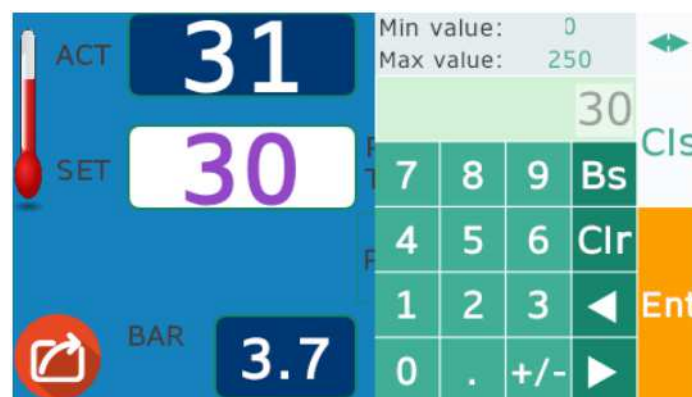 ACT 31
SET 30
BAR 3.7
Min value: 0
Max value: 250
30
7 8 9 Bs
4 5 6 Clr
1 2 3
0 . +/-
Cls
Ent